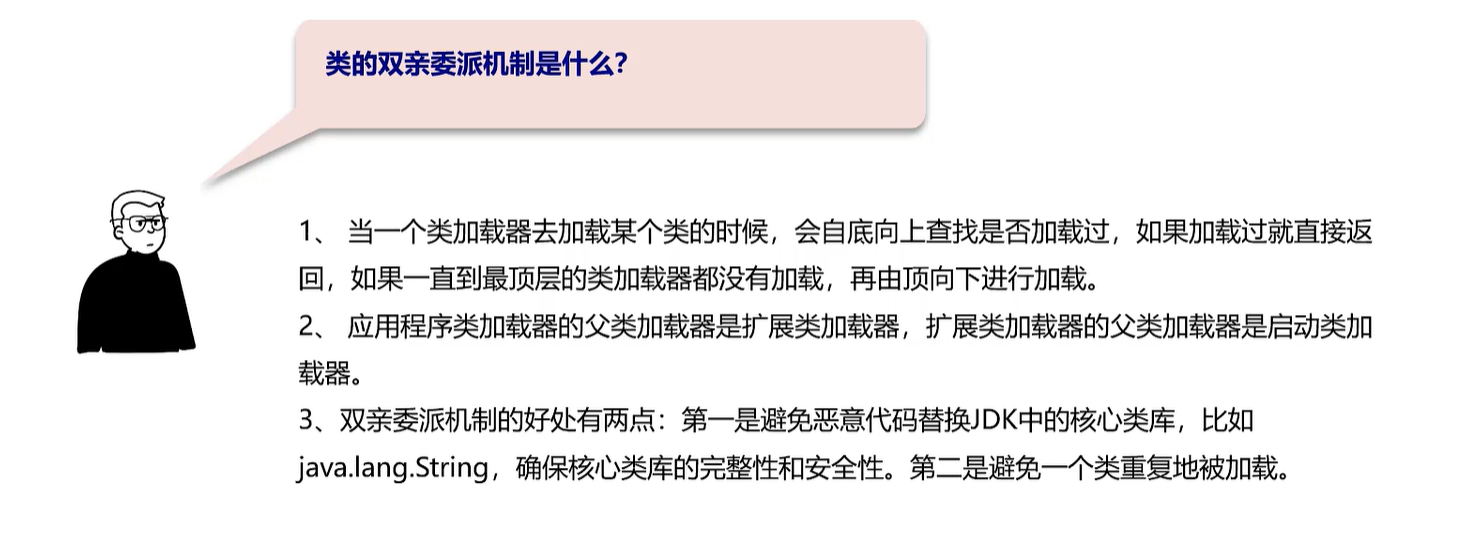 类的双亲委派机制是什么？
1、 当一个类加载器去加载某个类的时候，会自底向上查找是否加载过，如果加载过就直接返
回，如果一直到最顶层的类加载器都没有加载，再由顶向下进行加载。
2、 应用程序类加载器的父类加载器是扩展类加载器，扩展类加载器的父类加载器是启动类加
载器。
3、双亲委派机制的好处有两点：第一是避免恶意代码替换JDK中的核心类库，比如
java.lang.String，确保核心类库的完整性和安全性。第二是避免一个类重复地被加载。